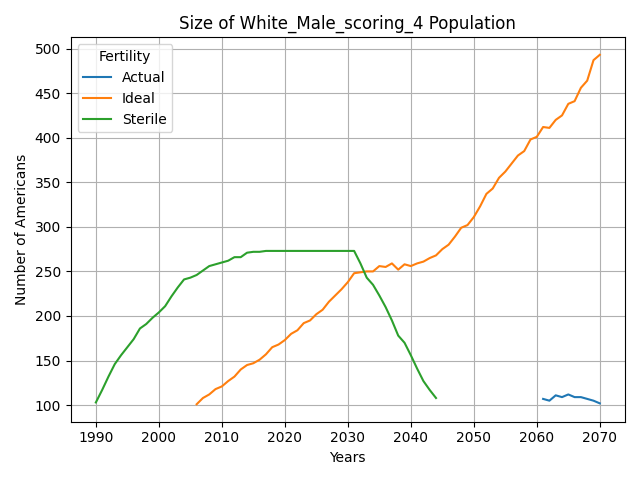 Size of White_Male_scoring_4 Population
Number of Americans
500
450
400
350
300
250
200
150
100
Fertility
Actual
Ideal
Sterile
1990 2000 2010 2020 2030 2040 2050 2060 2070
Years